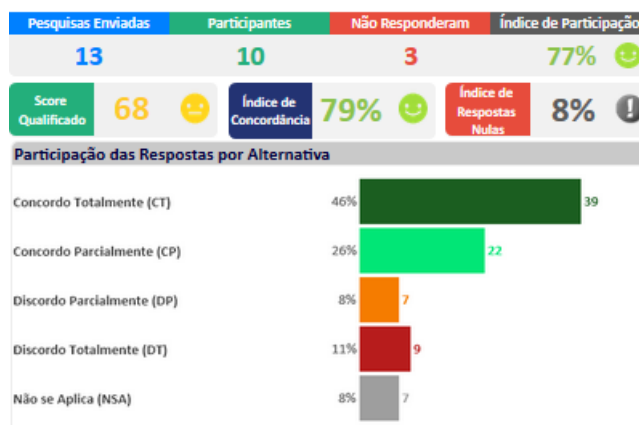 Pesquisas Enviadas Participantes Não Responderam Índice de Participação
13 10 3 77%
Score Qualificado 68 Índice de Concordância 79% Índice de Respostas Nulas 8%
Participação das Respostas por Alternativa
Concordo Totalmente (CT) 46% 39
Concordo Parcialmente (CP) 26% 22
Discordo Parcialmente (DP) 8% 7
Discordo Totalmente (DT) 11% 9
Não se Aplica (NSA) 8% 7